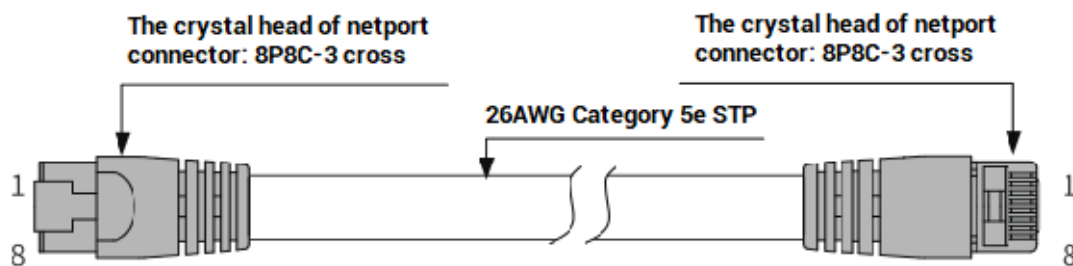 The crystal head of netport
connector: 8P8C-3 cross
The crystal head of netport
connector: 8P8C-3 cross
26AWG Category 5e STP
1
8
1
8